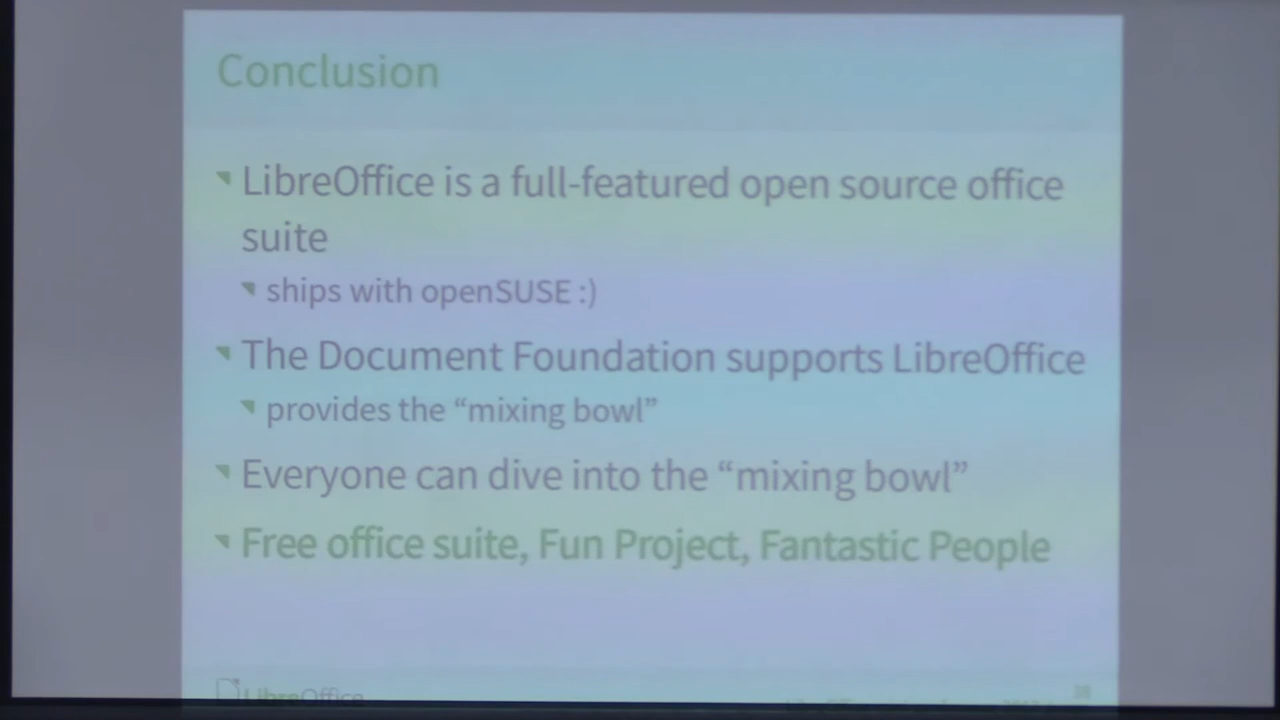 Conclusion
LibreOffice is a full-featured open source office
suite
ships with openSUSE :)
The Document Foundation supports LibreOffice
provides the “mixing bowl”
Everyone can dive into the “mixing bowl”
Free office suite, Fun Project, Fantastic People
LibreOffice